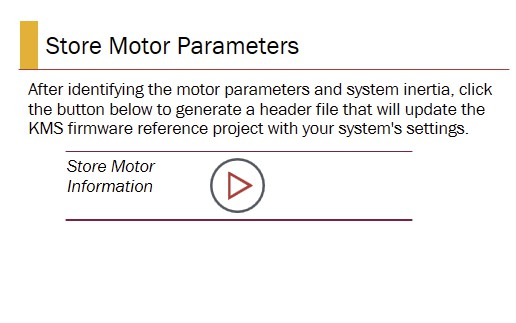 Store Motor Parameters
After identifying the motor parameters and system inertia, click
the button below to generate a header file that will update the
KMS firmware reference project with your system's settings.
Store Motor
Information